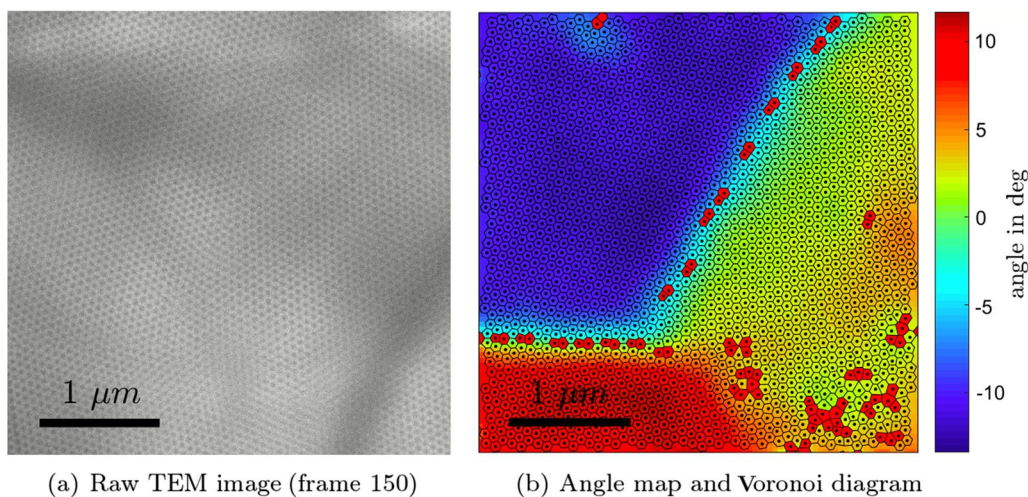 1 μm
(a) Raw TEM image (frame 150)
1 μm
(b) Angle map and Voronoi diagram
10
5
0
-5
-10
angle in deg